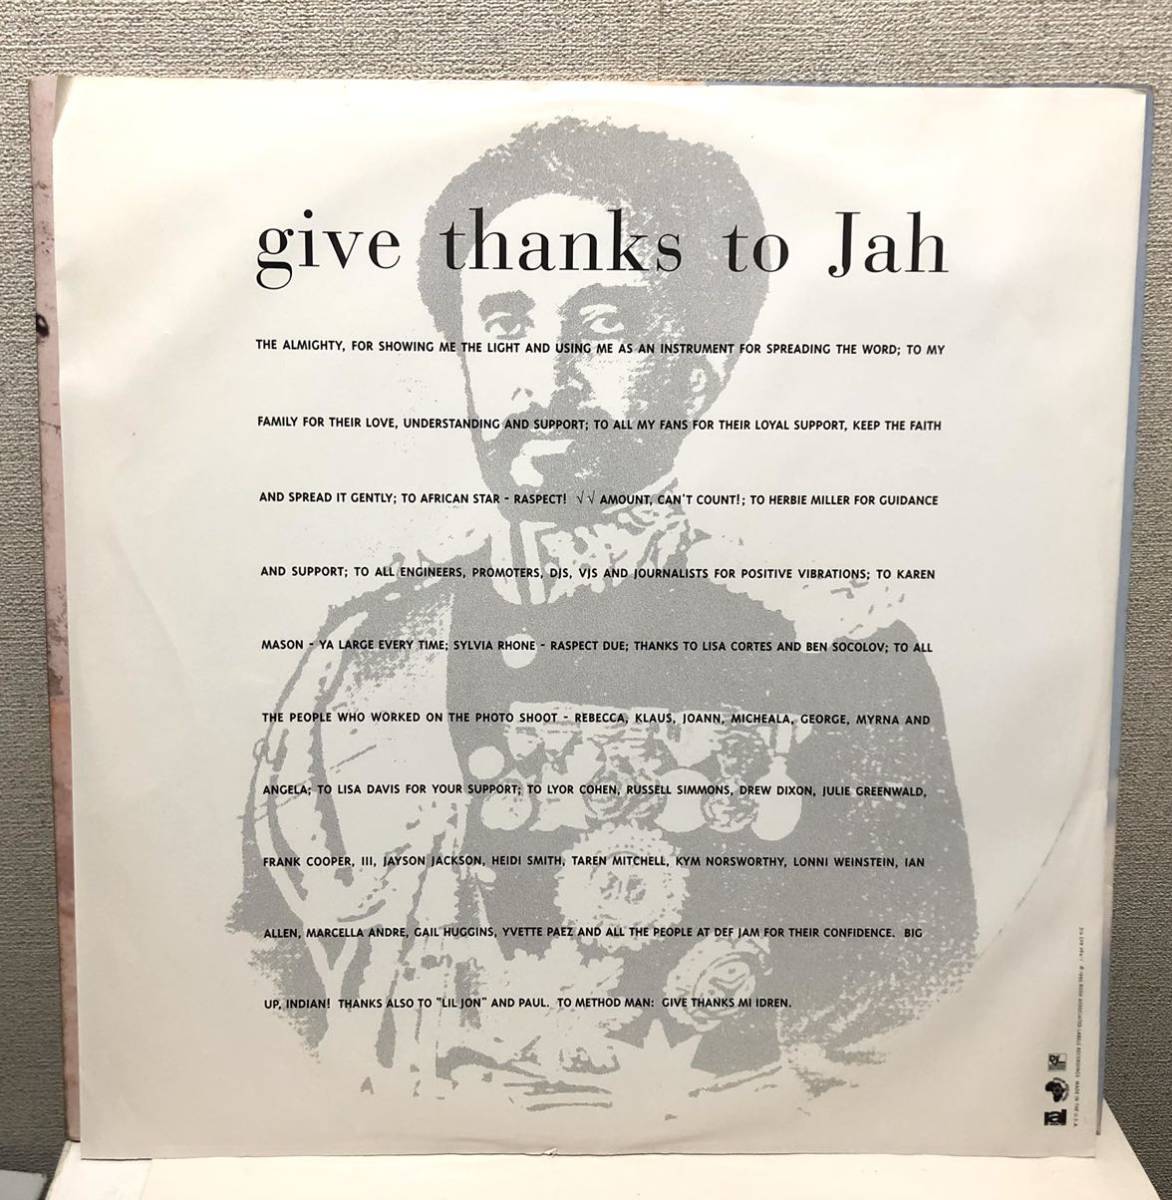 give thanks to Jah
THE ALMIGHTY, FOR SHOWING ME THE LIGHT AND USING ME AS AN INSTRUMENT FOR SPREADING THE WORD; TO MY
FAMILY FOR THEIR LOVE, UNDERSTANDING AND SUPPORT; TO ALL MY FANS FOR THEIR LOYAL SUPPORT, KEEP THE FAITH
AND SPREAD IT GENTLY; TO AFRICAN STAR - RASPECT! √√ AMOUNT, CAN'T COUNT!; TO HERBIE MILLER FOR GUIDANCE
AND SUPPORT; TO ALL ENGINEERS, PROMOTERS, DJS, VJS AND JOURNALISTS FOR POSITIVE VIBRATIONS; TO KAREN
MASON - YA LARGE EVERY TIME; SYLVIA RHONE - RASPECT DUE; THANKS TO LISA CORTES AND BEN SOCOLOV; TO ALL
THE PEOPLE WHO WORKED ON THE PHOTO SHOOT - REBECCA, KLAUS, JOANN, MICHEALA, GEORGE, MYRNA AND
ANGELA; TO LISA DAVIS FOR YOUR SUPPORT; TO LYOR COHEN, RUSSELL SIMMONS, DREW DIXON, JULIE GREENWALD,
FRANK COOPER, III, JAYSON JACKSON, HEIDI SMITH, TAREN MITCHELL, KYM NORSWORTHY, LONNI WEINSTEIN, IAN
ALLEN, MARCELLA ANDRE, GAIL HUGGINS, YVETTE PAEZ AND ALL THE PEOPLE AT DEF JAM FOR THEIR CONFIDENCE. BIG
UP, INDIAN! THANKS ALSO TO "LIL JON" AND PAUL. TO METHOD MAN: GIVE THANKS MI IDREN.
MADE IN THE U.S.A.